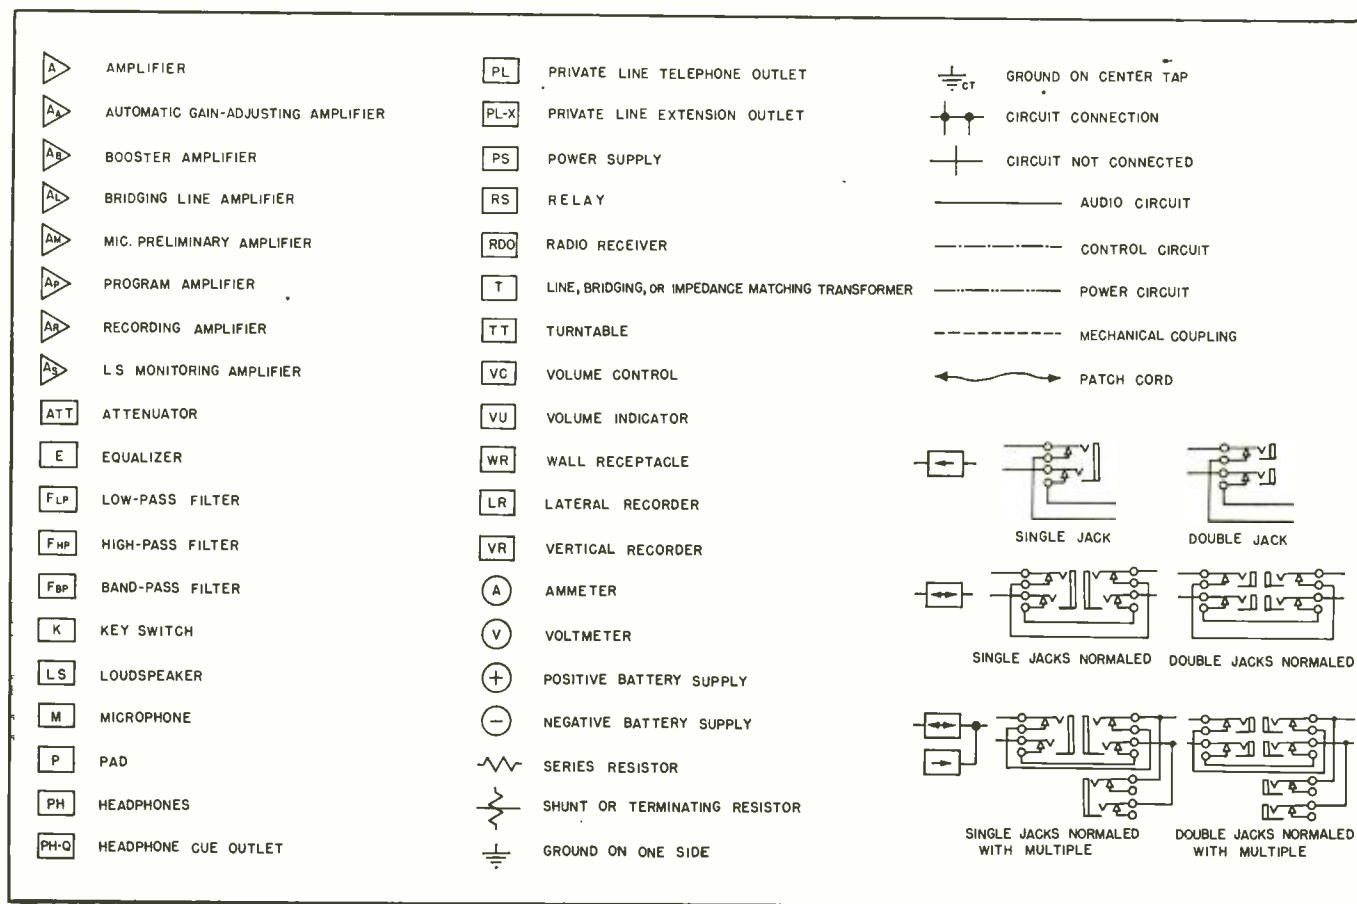 A AMPLIFIER
AA AUTOMATIC GAIN-ADJUSTING AMPLIFIER
AB BOOSTER AMPLIFIER
AL BRIDGING LINE AMPLIFIER
AM MIC. PRELIMINARY AMPLIFIER
AP PROGRAM AMPLIFIER
AR RECORDING AMPLIFIER
AS LS MONITORING AMPLIFIER
ATT ATTENUATOR
E EQUALIZER
FLP LOW-PASS FILTER
FHP HIGH-PASS FILTER
FBP BAND-PASS FILTER
K KEY SWITCH
LS LOUDSPEAKER
M MICROPHONE
P PAD
PH HEADPHONES
PH-Q HEADPHONE CUE OUTLET
PL PRIVATE LINE TELEPHONE OUTLET
PL-X PRIVATE LINE EXTENSION OUTLET
PS POWER SUPPLY
RS RELAY
RDO RADIO RECEIVER
T LINE, BRIDGING, OR IMPEDANCE MATCHING TRANSFORMER
TT TURNTABLE
VC VOLUME CONTROL
VU VOLUME INDICATOR
WR WALL RECEPTACLE
LR LATERAL RECORDER
VR VERTICAL RECORDER
A AMMETER
V VOLTMETER
+ POSITIVE BATTERY SUPPLY
− NEGATIVE BATTERY SUPPLY
SERIES RESISTOR
SHUNT OR TERMINATING RESISTOR
GROUND ON ONE SIDE
CT GROUND ON CENTER TAP
CIRCUIT CONNECTION
CIRCUIT NOT CONNECTED
AUDIO CIRCUIT
CONTROL CIRCUIT
POWER CIRCUIT
MECHANICAL COUPLING
PATCH CORD
SINGLE JACK
DOUBLE JACK
SINGLE JACKS NORMALED
DOUBLE JACKS NORMALED
SINGLE JACKS NORMALED
WITH MULTIPLE
DOUBLE JACKS NORMALED
WITH MULTIPLE